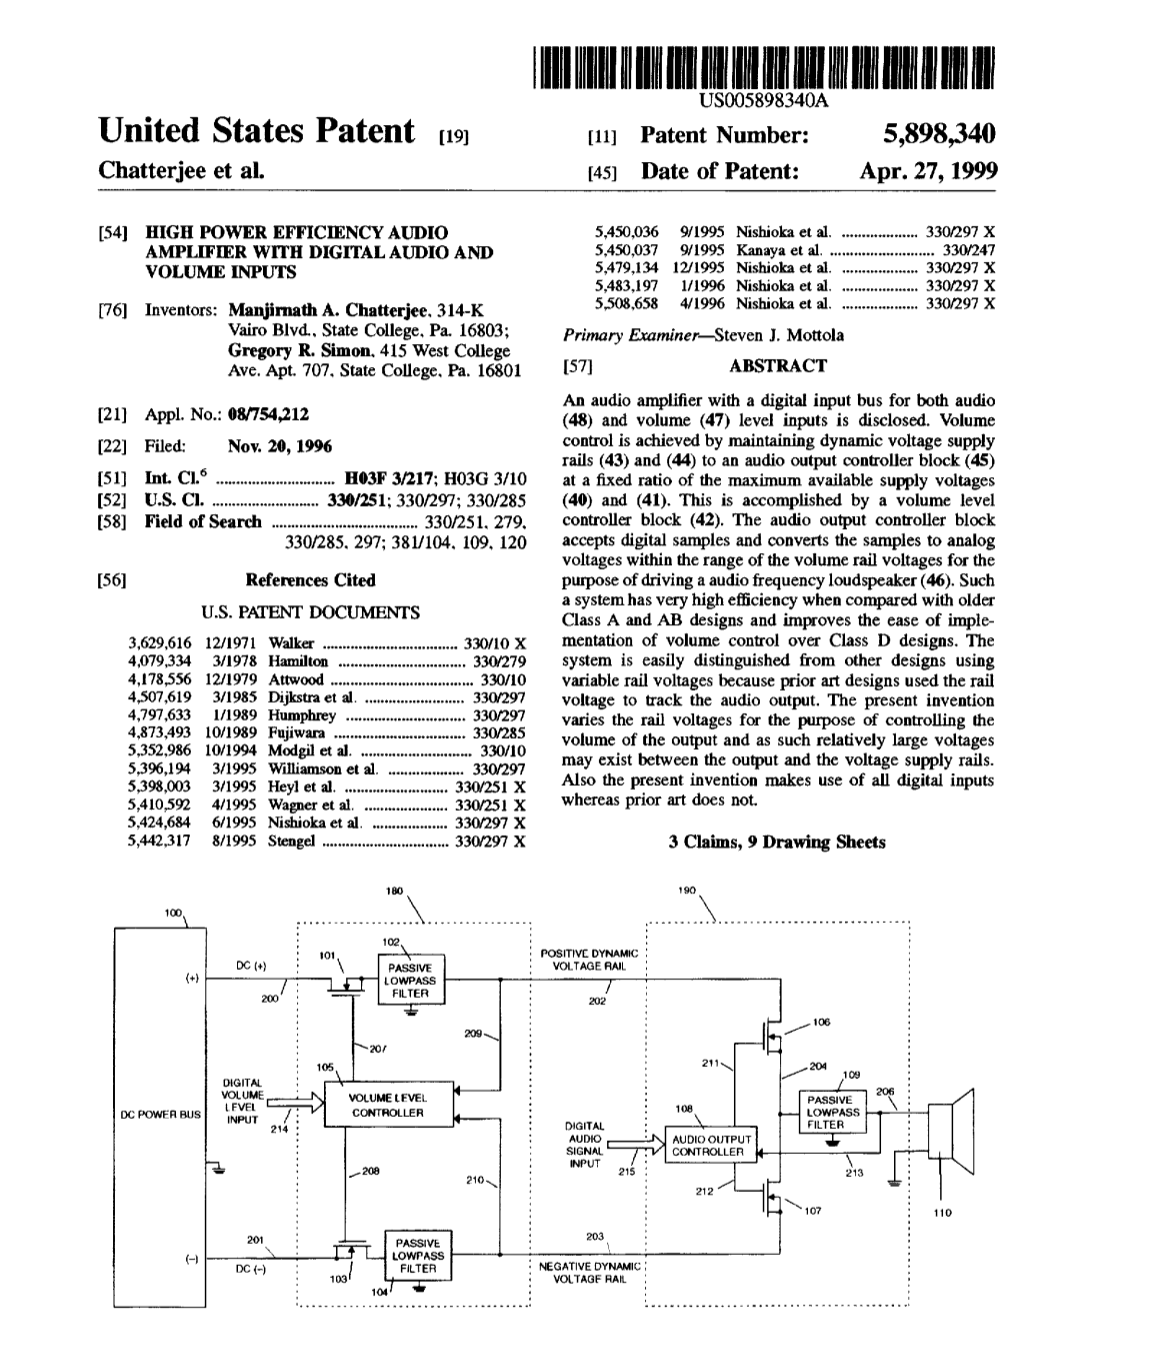 US005898340A
United States Patent [19]
Chatterjee et al.
[11] Patent Number: 5,898,340
[45] Date of Patent: Apr. 27, 1999
[54] HIGH POWER EFFICIENCY AUDIO
AMPLIFIER WITH DIGITAL AUDIO AND
VOLUME INPUTS
[76] Inventors: Manjirnath A. Chatterjee, 314-K
Vairo Blvd., State College, Pa. 16803;
Gregory R. Simon, 415 West College
Ave. Apt. 707, State College, Pa. 16801
[21] Appl. No.: 08/754,212
[22] Filed: Nov. 20, 1996
[51] Int. Cl.⁶ ................................ H03F 3/217; H03G 3/10
[52] U.S. Cl. ........................... 330/251; 330/297; 330/285
[58] Field of Search ..................................... 330/251, 279,
330/285, 297; 381/104, 109, 120
[56] References Cited
U.S. PATENT DOCUMENTS
3,629,616 12/1971 Walker .................................. 330/10 X
4,079,334 3/1978 Hamilton ................................ 330/279
4,178,556 12/1979 Attwood .................................... 330/10
4,507,619 3/1985 Dijkstra et al. ......................... 330/297
4,797,633 1/1989 Humphrey .............................. 330/297
4,873,493 10/1989 Fujiwara ................................. 330/285
5,352,986 10/1994 Modgil et al. ............................ 330/10
5,396,194 3/1995 Williamson et al. ................... 330/297
5,398,003 3/1995 Heyl et al. .......................... 330/251 X
5,410,592 4/1995 Wagner et al. ..................... 330/251 X
5,424,684 6/1995 Nishioka et al. ................... 330/297 X
5,442,317 8/1995 Stengel ................................ 330/297 X
5,450,036 9/1995 Nishioka et al. ................... 330/297 X
5,450,037 9/1995 Kanaya et al. .......................... 330/247
5,479,134 12/1995 Nishioka et al. ................... 330/297 X
5,483,197 1/1996 Nishioka et al. ................... 330/297 X
5,508,658 4/1996 Nishioka et al. ................... 330/297 X
Primary Examiner—Steven J. Mottola
[57] ABSTRACT
An audio amplifier with a digital input bus for both audio
(48) and volume (47) level inputs is disclosed. Volume
control is achieved by maintaining dynamic voltage supply
rails (43) and (44) to an audio output controller block (45)
at a fixed ratio of the maximum available supply voltages
(40) and (41). This is accomplished by a volume level
controller block (42). The audio output controller block
accepts digital samples and converts the samples to analog
voltages within the range of the volume rail voltages for the
purpose of driving a audio frequency loudspeaker (46). Such
a system has very high efficiency when compared with older
Class A and AB designs and improves the ease of imple-
mentation of volume control over Class D designs. The
system is easily distinguished from other designs using
variable rail voltages because prior art designs used the rail
voltage to track the audio output. The present invention
varies the rail voltages for the purpose of controlling the
volume of the output and as such relatively large voltages
may exist between the output and the voltage supply rails.
Also the present invention makes use of all digital inputs
whereas prior art does not.
3 Claims, 9 Drawing Sheets
180
190
100
101
102
DC (+)
(+)
200
PASSIVE
LOWPASS
FILTER
POSITIVE DYNAMIC
VOLTAGE RAIL
202
106
207
209
211
204
109
206
105
DIGITAL
VOLUME
LEVEL
INPUT
214
VOLUME LEVEL
CONTROLLER
DC POWER BUS
PASSIVE
LOWPASS
FILTER
108
DIGITAL
AUDIO
SIGNAL
INPUT
215
AUDIO OUTPUT
CONTROLLER
213
208
210
212
107
110
201
203
(−)
DC (−)
103
104
PASSIVE
LOWPASS
FILTER
NEGATIVE DYNAMIC
VOLTAGE RAIL